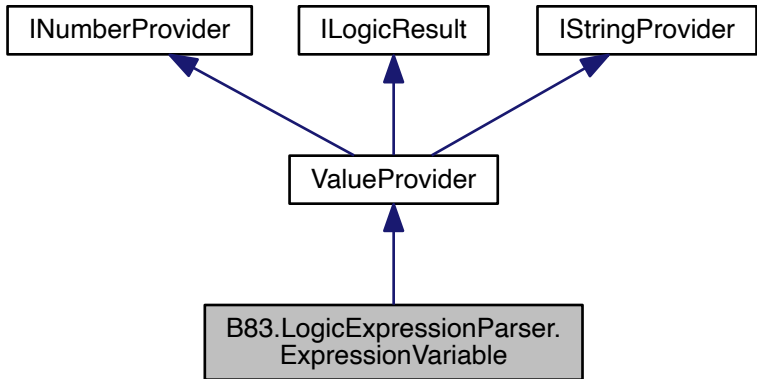 INumberProvider
ILogicResult
IStringProvider
ValueProvider
B83.LogicExpressionParser.
ExpressionVariable